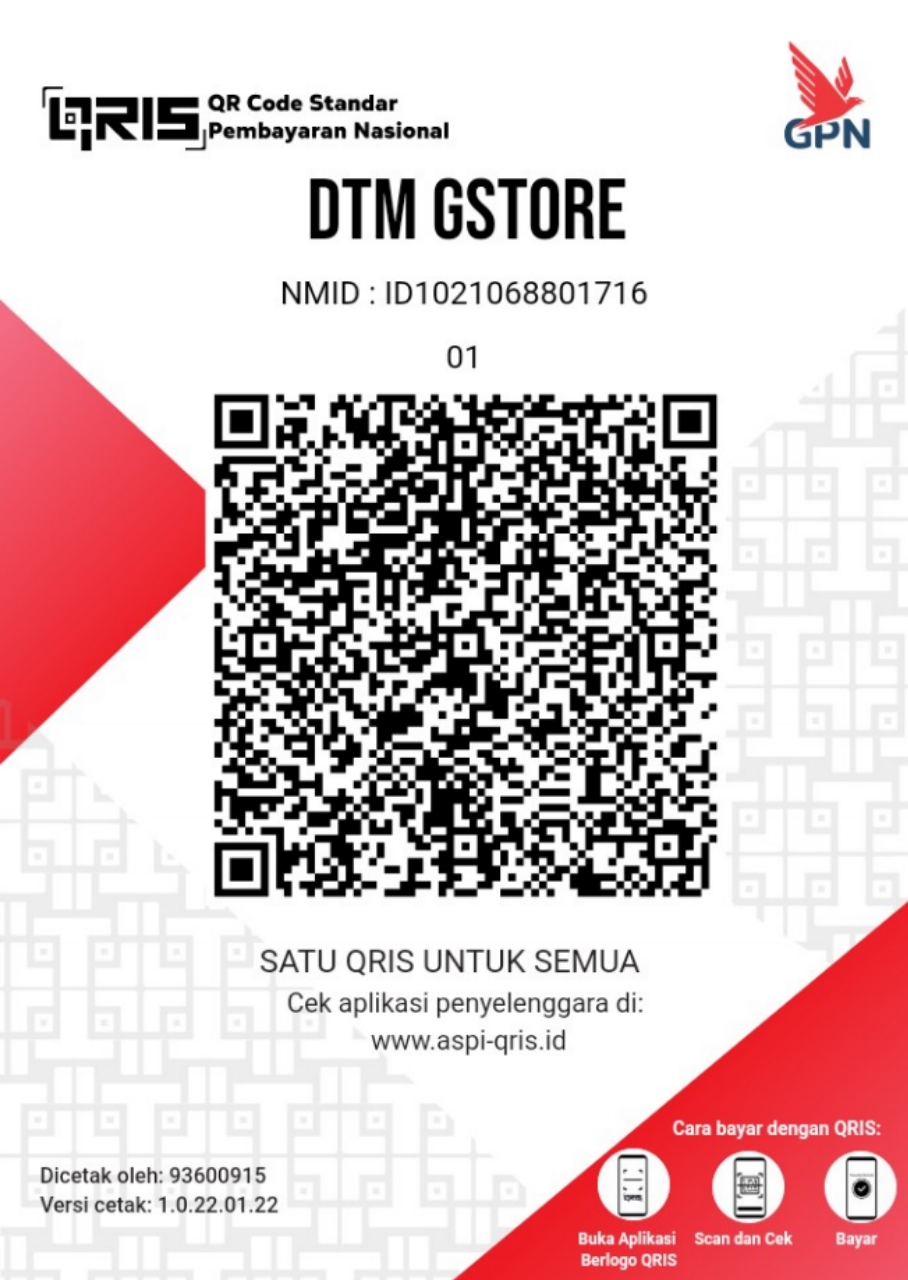 QRIS
QR Code Standar
Pembayaran Nasional
GPN
DTM GSTORE
NMID : ID1021068801716
01
SATU QRIS UNTUK SEMUA
Cek aplikasi penyelenggara di:
www.aspi-qris.id
Cara bayar dengan QRIS:
Dicetak oleh: 93600915
Versi cetak: 1.0.22.01.22
Buka Aplikasi
Berlogo QRIS
Scan dan Cek
Bayar